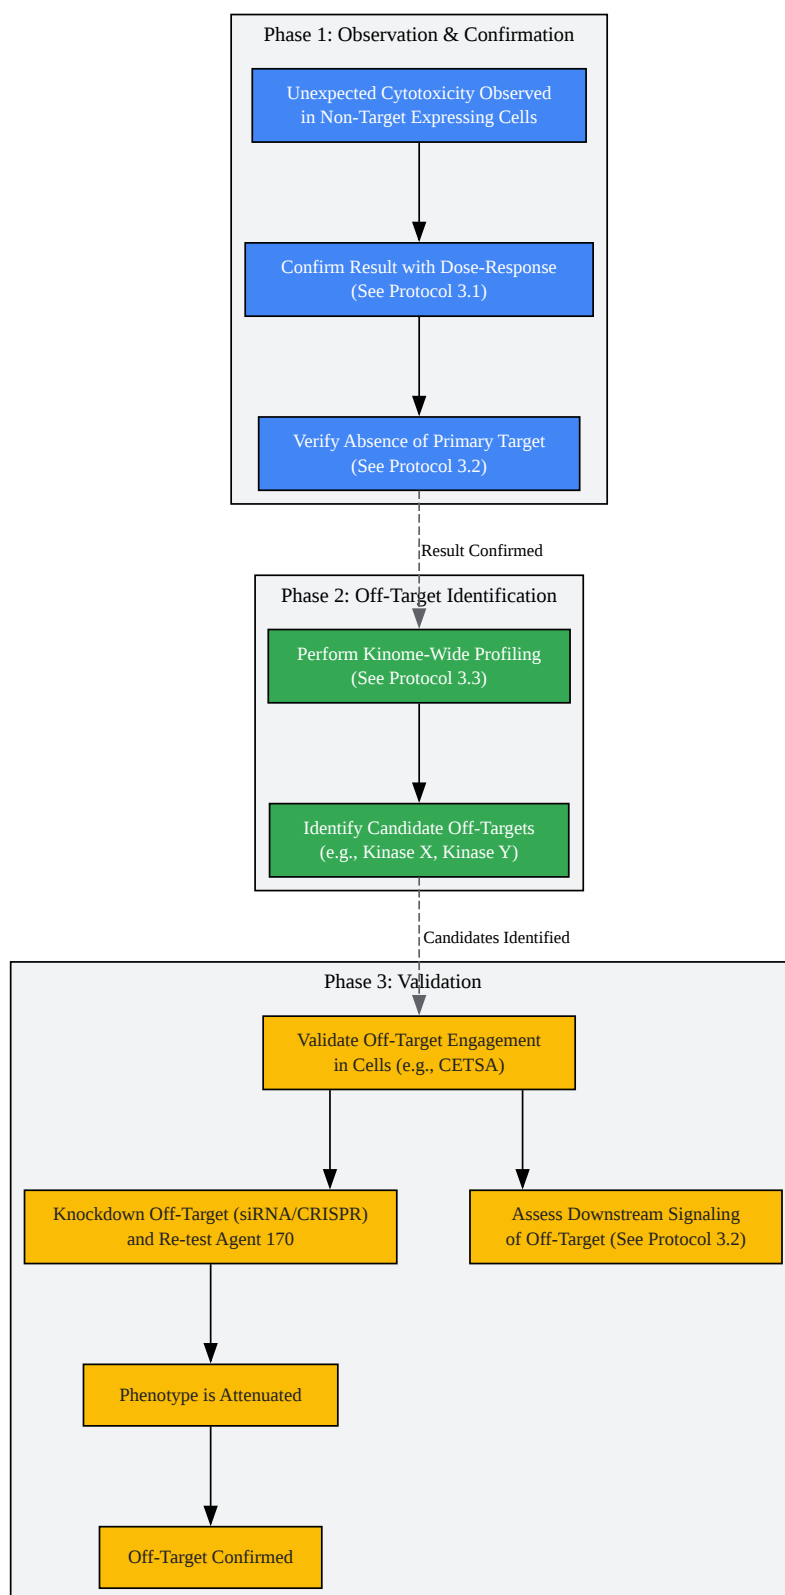 Phase 1: Observation & Confirmation
Unexpected Cytotoxicity Observed
in Non-Target Expressing Cells
Confirm Result with Dose-Response
(See Protocol 3.1)
Verify Absence of Primary Target
(See Protocol 3.2)
Result Confirmed
Phase 2: Off-Target Identification
Perform Kinome-Wide Profiling
(See Protocol 3.3)
Identify Candidate Off-Targets
(e.g., Kinase X, Kinase Y)
Candidates Identified
Phase 3: Validation
Validate Off-Target Engagement
in Cells (e.g., CETSA)
Knockdown Off-Target (siRNA/CRISPR)
and Re-test Agent 170
Assess Downstream Signaling
of Off-Target (See Protocol 3.2)
Phenotype is Attenuated
Off-Target Confirmed